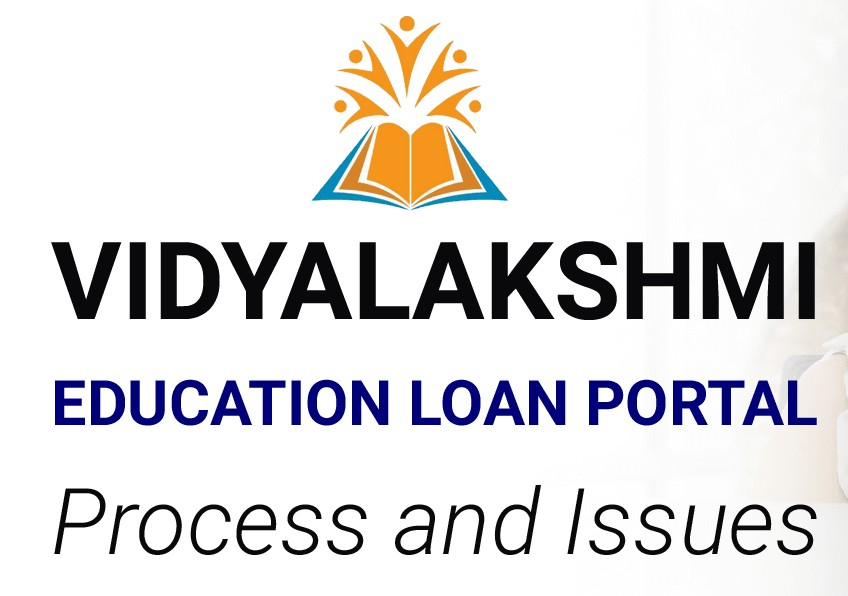 VIDYALAKSHMI
EDUCATION LOAN PORTAL
Process and Issues